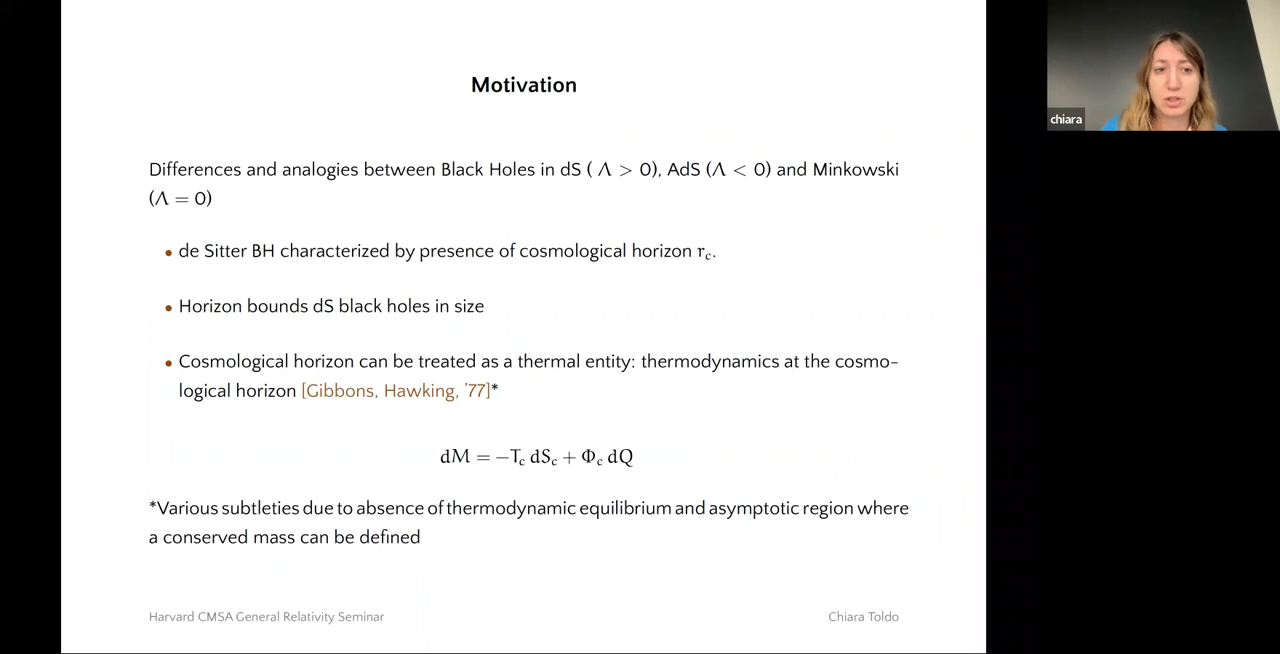 Motivation
chiara
Differences and analogies between Black Holes in dS ( Λ > 0), AdS (Λ < 0) and Minkowski
(Λ = 0)
• de Sitter BH characterized by presence of cosmological horizon r_c.
• Horizon bounds dS black holes in size
• Cosmological horizon can be treated as a thermal entity: thermodynamics at the cosmo-
logical horizon [Gibbons, Hawking, '77]*
dM = −T_c dS_c + Φ_c dQ
*Various subtleties due to absence of thermodynamic equilibrium and asymptotic region where
a conserved mass can be defined
Harvard CMSA General Relativity Seminar
Chiara Toldo